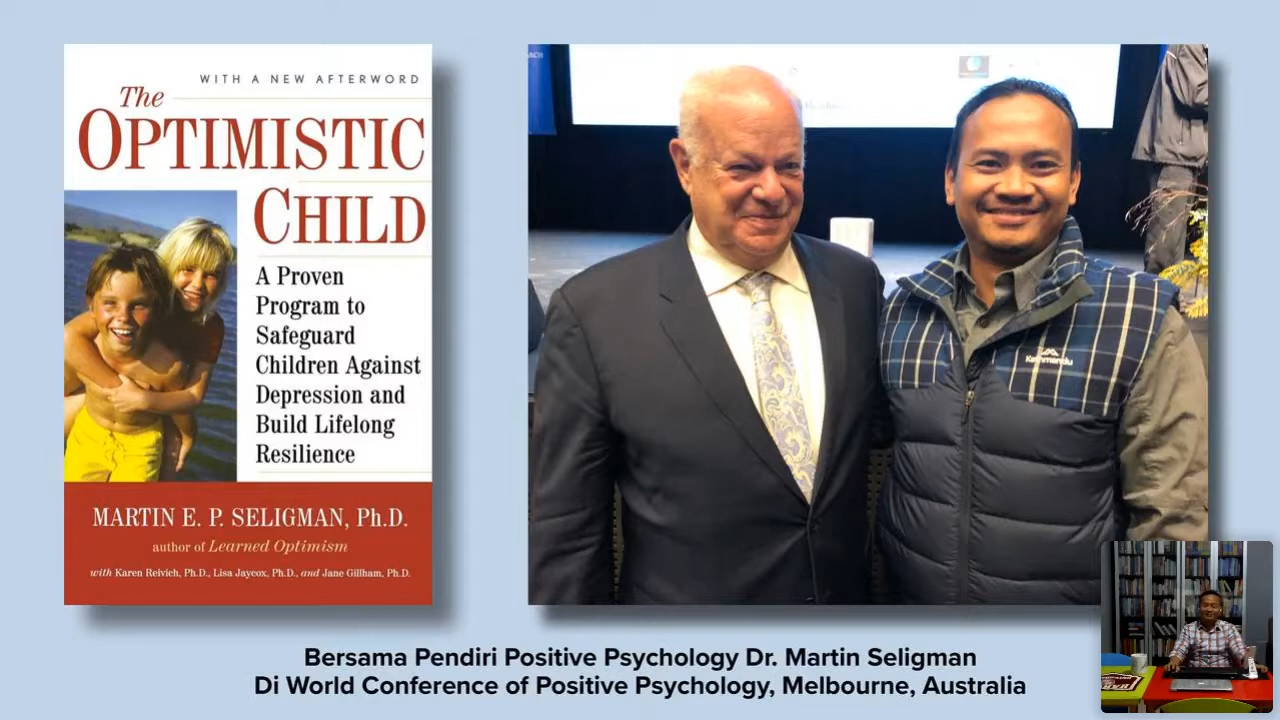 WITH A NEW AFTERWORD
The
OPTIMISTIC
CHILD
A Proven
Program to
Safeguard
Children Against
Depression and
Build Lifelong
Resilience
MARTIN E. P. SELIGMAN, Ph.D.
author of Learned Optimism
with Karen Reivich, Ph.D., Lisa Jaycox, Ph.D., and Jane Gillham, Ph.D.
Kathmandu
Bersama Pendiri Positive Psychology Dr. Martin Seligman
Di World Conference of Positive Psychology, Melbourne, Australia